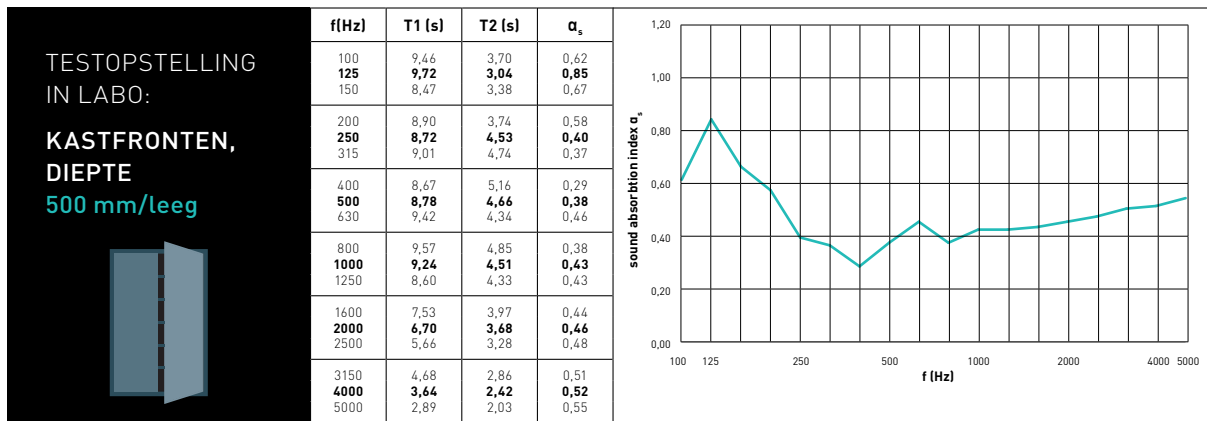 TESTOPSTELLING
IN LABO:
KASTFRONTEN,
DIEPTE
500 mm/leeg
f(Hz) T1 (s) T2 (s) αs
100 9,46 3,70 0,62
125 9,72 3,04 0,85
150 8,47 3,38 0,67
200 8,90 3,74 0,58
250 8,72 4,53 0,40
315 9,01 4,74 0,37
400 8,67 5,16 0,29
500 8,78 4,66 0,38
630 9,42 4,34 0,46
800 9,57 4,85 0,38
1000 9,24 4,51 0,43
1250 8,60 4,33 0,43
1600 7,53 3,97 0,44
2000 6,70 3,68 0,46
2500 5,66 3,28 0,48
3150 4,68 2,86 0,51
4000 3,64 2,42 0,52
5000 2,89 2,03 0,55
sound absorbtion index αs
1,20
1,00
0,80
0,60
0,40
0,20
0,00
100 125 250 500 1000 2000 4000 5000
f (Hz)